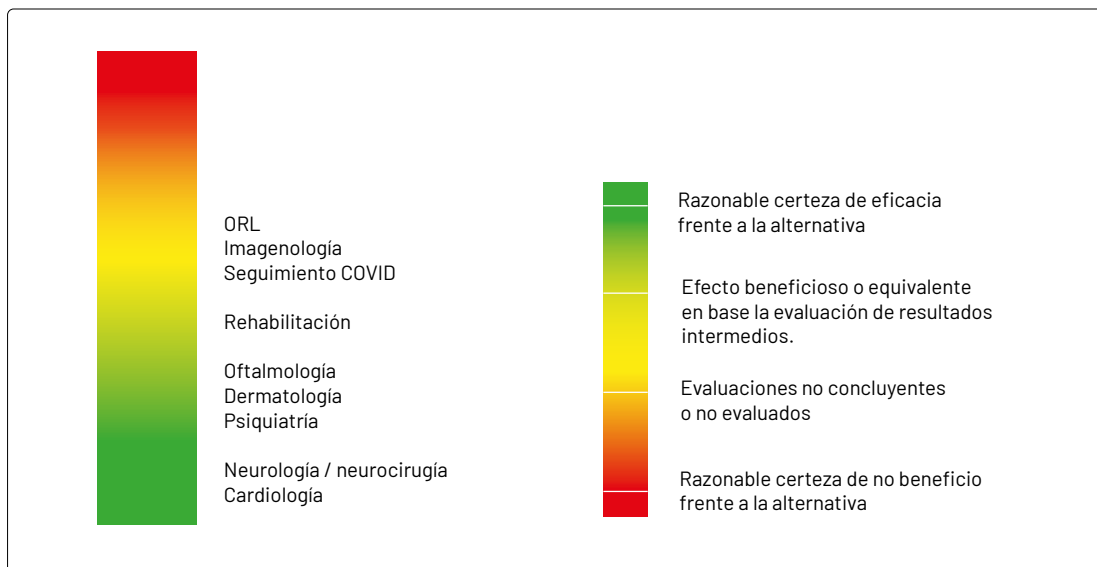 ORL
Imagenología
Seguimiento COVID
Rehabilitación
Oftalmología
Dermatología
Psiquiatría
Neurología / neurocirugía
Cardiología
Razonable certeza de eficacia
frente a la alternativa
Efecto beneficioso o equivalente
en base la evaluación de resultados
intermedios.
Evaluaciones no concluyentes
o no evaluados
Razonable certeza de no beneficio
frente a la alternativa